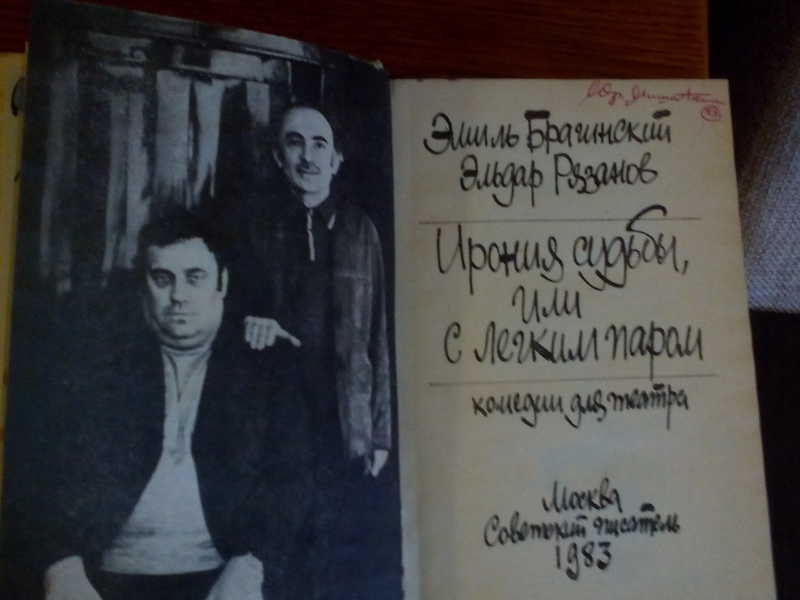 Эмиль Брагинский
Эльдар Рязанов
Ирония судьбы,
или
с легким паром
комедии для театра
Москва
Советский писатель
1983